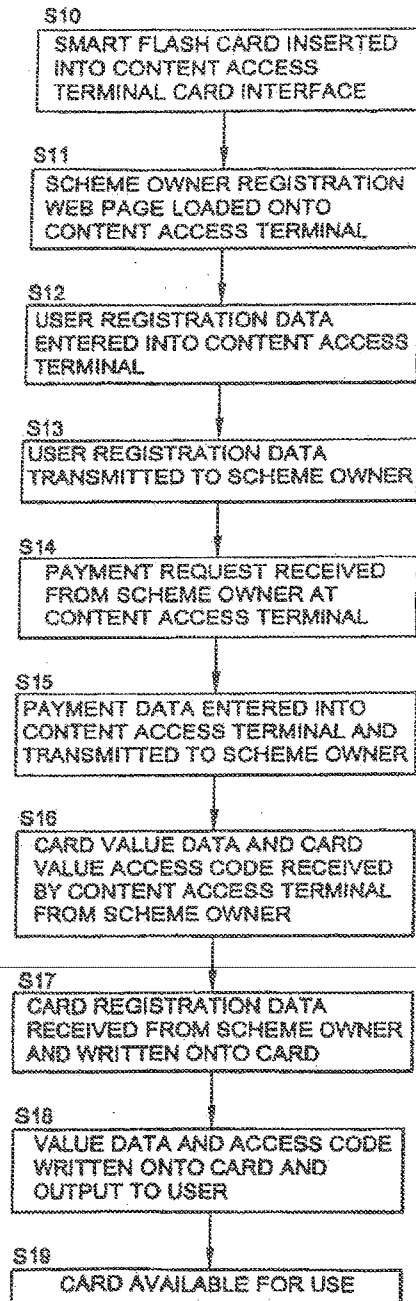 S10
SMART FLASH CARD INSERTED
INTO CONTENT ACCESS
TERMINAL CARD INTERFACE
S11
SCHEME OWNER REGISTRATION
WEB PAGE LOADED ONTO
CONTENT ACCESS TERMINAL
S12
USER REGISTRATION DATA
ENTERED INTO CONTENT ACCESS
TERMINAL
S13
USER REGISTRATION DATA
TRANSMITTED TO SCHEME OWNER
S14
PAYMENT REQUEST RECEIVED
FROM SCHEME OWNER AT
CONTENT ACCESS TERMINAL
S15
PAYMENT DATA ENTERED INTO
CONTENT ACCESS TERMINAL AND
TRANSMITTED TO SCHEME OWNER
S16
CARD VALUE DATA AND CARD
VALUE ACCESS CODE RECEIVED
BY CONTENT ACCESS TERMINAL
FROM SCHEME OWNER
S17
CARD REGISTRATION DATA
RECEIVED FROM SCHEME OWNER
AND WRITTEN ONTO CARD
S18
VALUE DATA AND ACCESS CODE
WRITTEN ONTO CARD AND
OUTPUT TO USER
S19
CARD AVAILABLE FOR USE